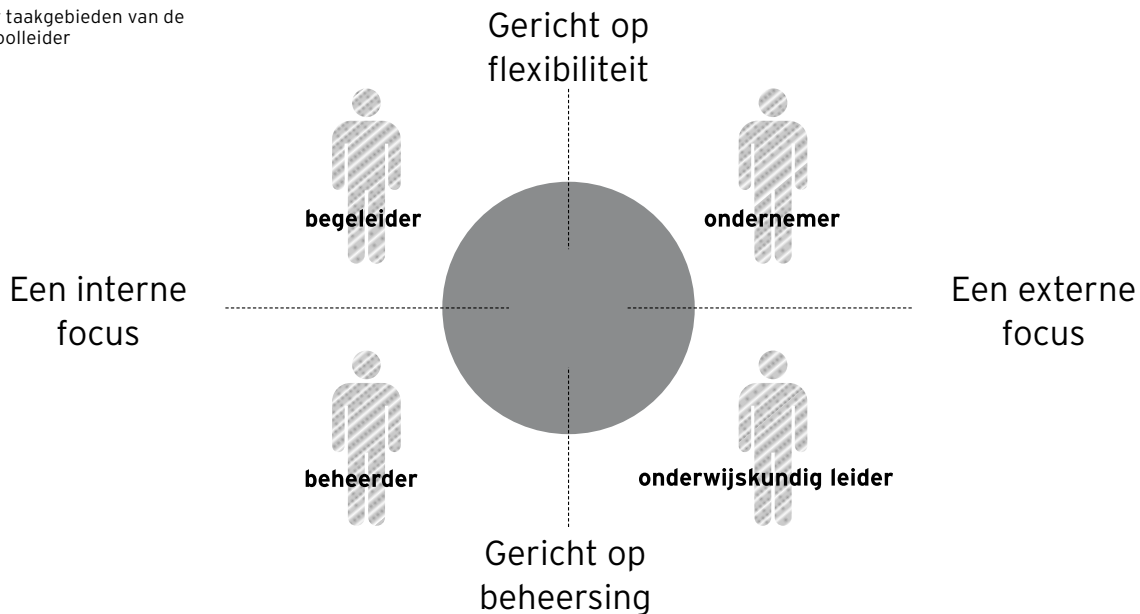 taakgebieden van de
Gericht op
flexibiliteit
begeleider
ondernemer
Een interne
focus
Een externe
focus
beheerder
onderwijskundig leider
Gericht op
beheersing